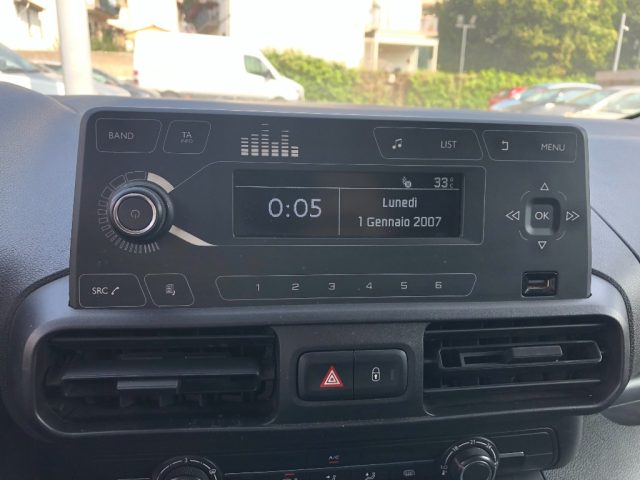 BAND
TA
INFO
LIST
MENU
33 °C
0:05
Lunedì
1 Gennaio 2007
OK
SRC
1 2 3 4 5 6
A/C